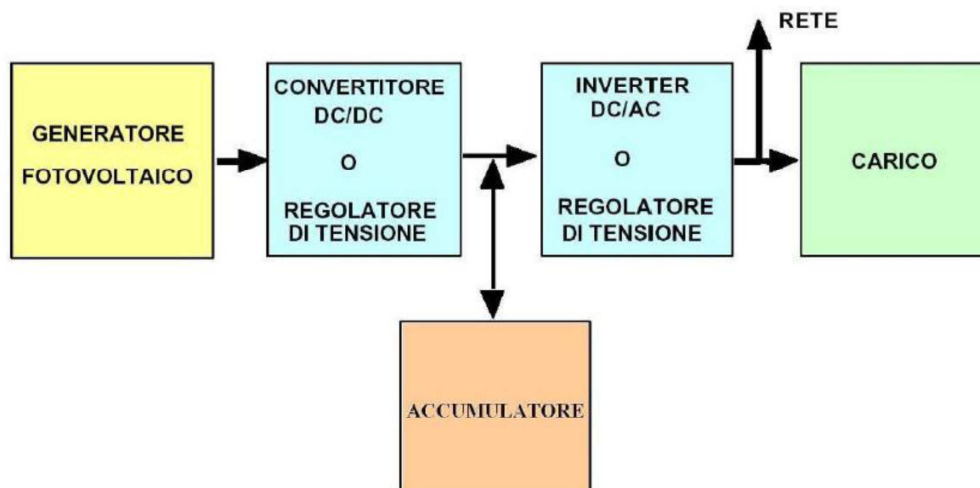 RETE
GENERATORE
FOTOVOLTAICO
CONVERTITORE
DC/DC
O
REGOLATORE
DI TENSIONE
INVERTER
DC/AC
O
REGOLATORE
DI TENSIONE
CARICO
ACCUMULATORE